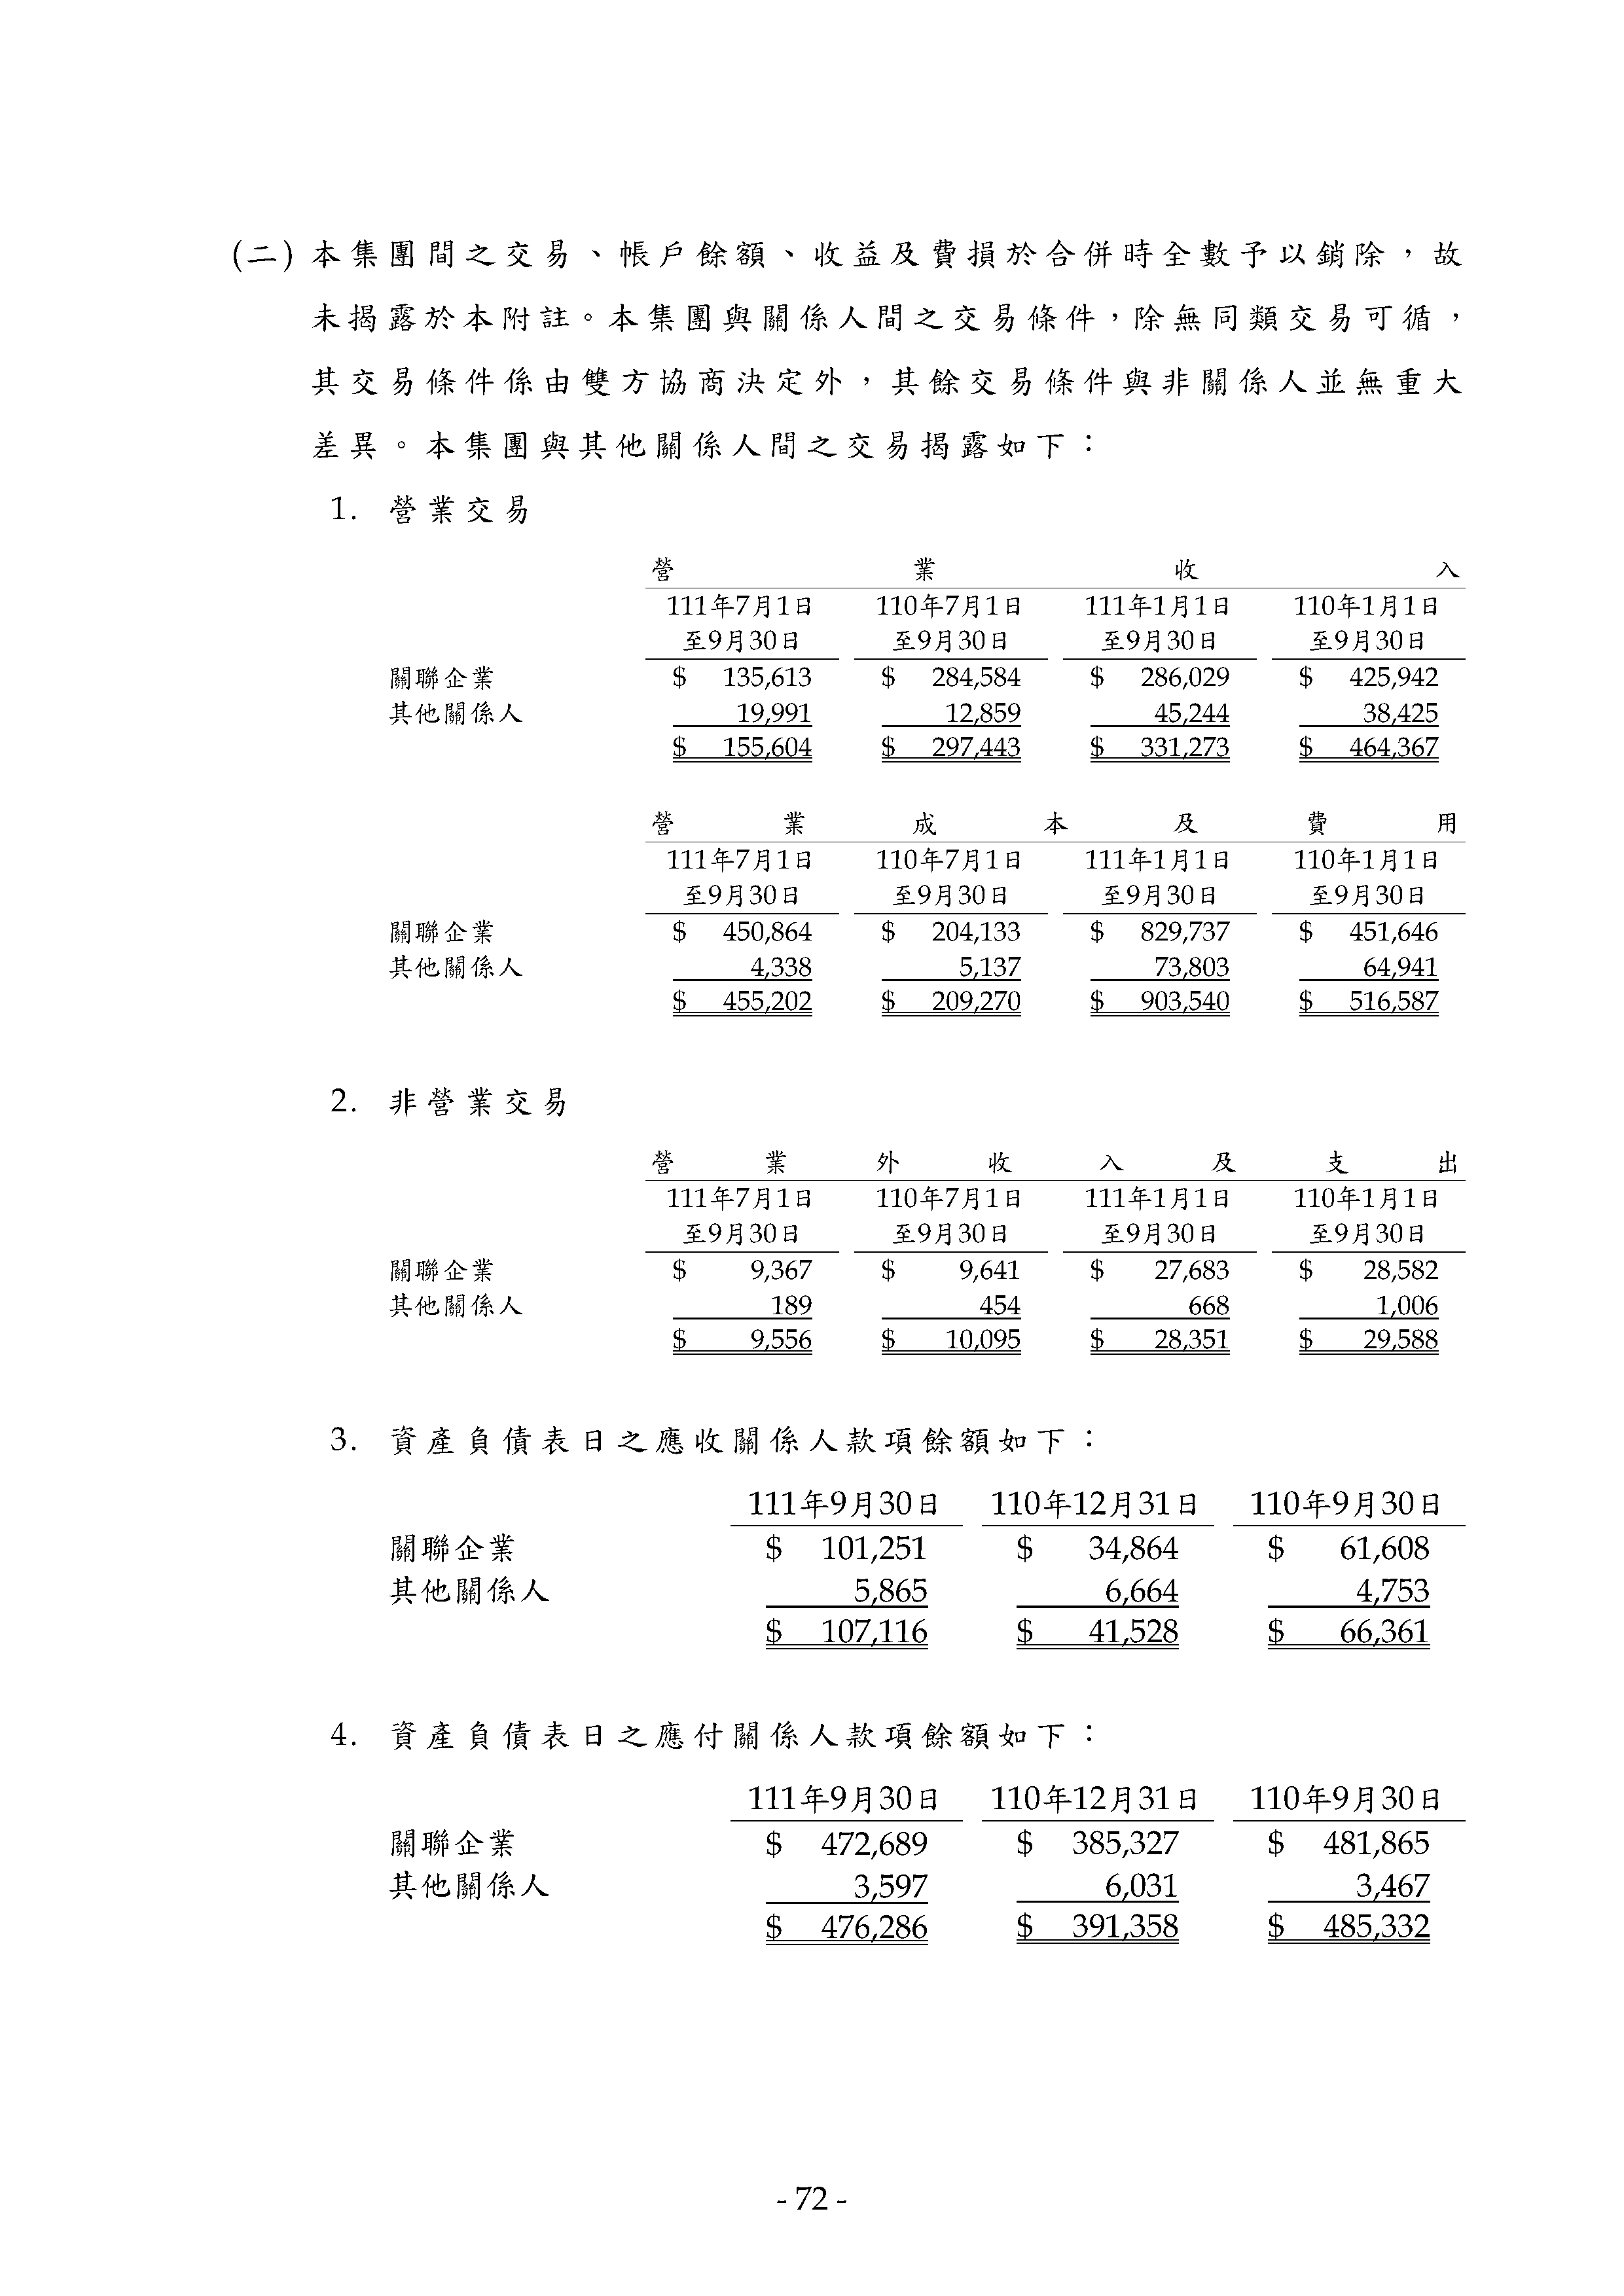 (二) 本集團間之交易、帳戶餘額、收益及費損於合併時全數予以銷除，故
未揭露於本附註。本集團與關係人間之交易條件，除無同類交易可循，
其交易條件係由雙方協商決定外，其餘交易條件與非關係人並無重大
差異。本集團與其他關係人間之交易揭露如下：
1. 營業交易
營 業 收 入
111年7月1日 110年7月1日 111年1月1日 110年1月1日
至9月30日 至9月30日 至9月30日 至9月30日
關聯企業 $ 135,613 $ 284,584 $ 286,029 $ 425,942
其他關係人 19,991 12,859 45,244 38,425
$ 155,604 $ 297,443 $ 331,273 $ 464,367
營 業 成 本 及 費 用
111年7月1日 110年7月1日 111年1月1日 110年1月1日
至9月30日 至9月30日 至9月30日 至9月30日
關聯企業 $ 450,864 $ 204,133 $ 829,737 $ 451,646
其他關係人 4,338 5,137 73,803 64,941
$ 455,202 $ 209,270 $ 903,540 $ 516,587
2. 非營業交易
營 業 外 收 入 及 支 出
111年7月1日 110年7月1日 111年1月1日 110年1月1日
至9月30日 至9月30日 至9月30日 至9月30日
關聯企業 $ 9,367 $ 9,641 $ 27,683 $ 28,582
其他關係人 189 454 668 1,006
$ 9,556 $ 10,095 $ 28,351 $ 29,588
3. 資產負債表日之應收關係人款項餘額如下：
111年9月30日 110年12月31日 110年9月30日
關聯企業 $ 101,251 $ 34,864 $ 61,608
其他關係人 5,865 6,664 4,753
$ 107,116 $ 41,528 $ 66,361
4. 資產負債表日之應付關係人款項餘額如下：
111年9月30日 110年12月31日 110年9月30日
關聯企業 $ 472,689 $ 385,327 $ 481,865
其他關係人 3,597 6,031 3,467
$ 476,286 $ 391,358 $ 485,332
- 72 -